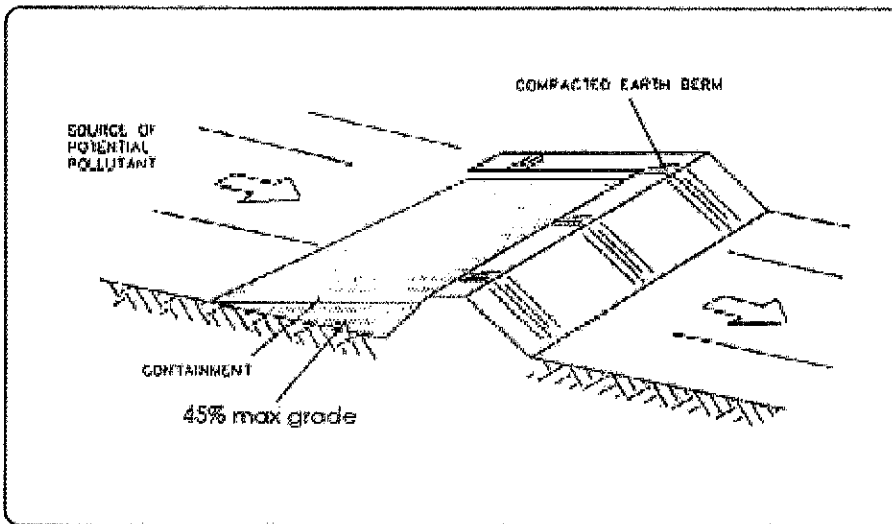 COMPACTED EARTH BERM
SOURCE OF
POTENTIAL
POLLUTANT
CONTAINMENT
45% max grade